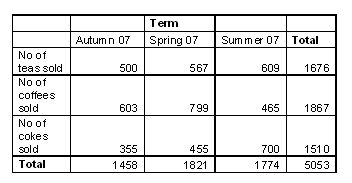 Term
Autumn 07 Spring 07 Summer 07 Total
No of
teas sold 500 567 609 1676
No of
coffees
sold 603 799 465 1867
No of
cokes
sold 355 455 700 1510
Total 1458 1821 1774 5053